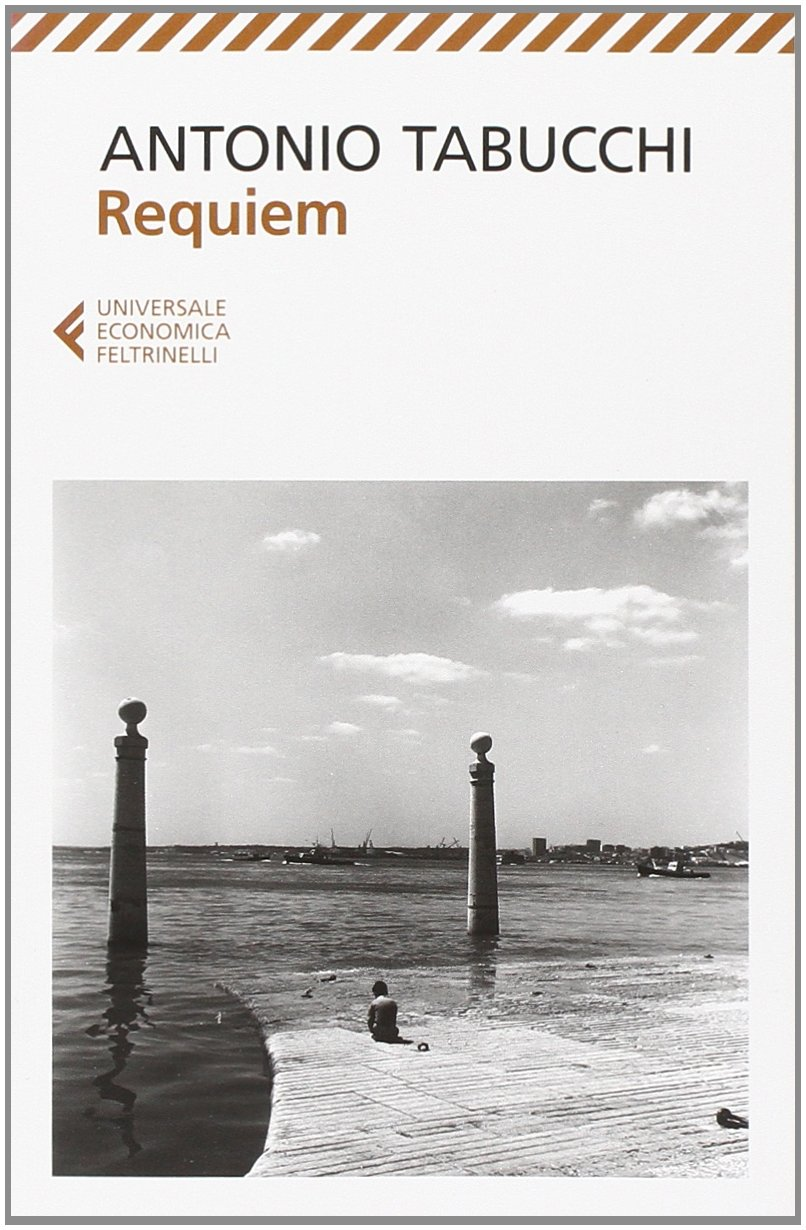 ANTONIO TABUCCHI
Requiem
UNIVERSALE
ECONOMICA
FELTRINELLI